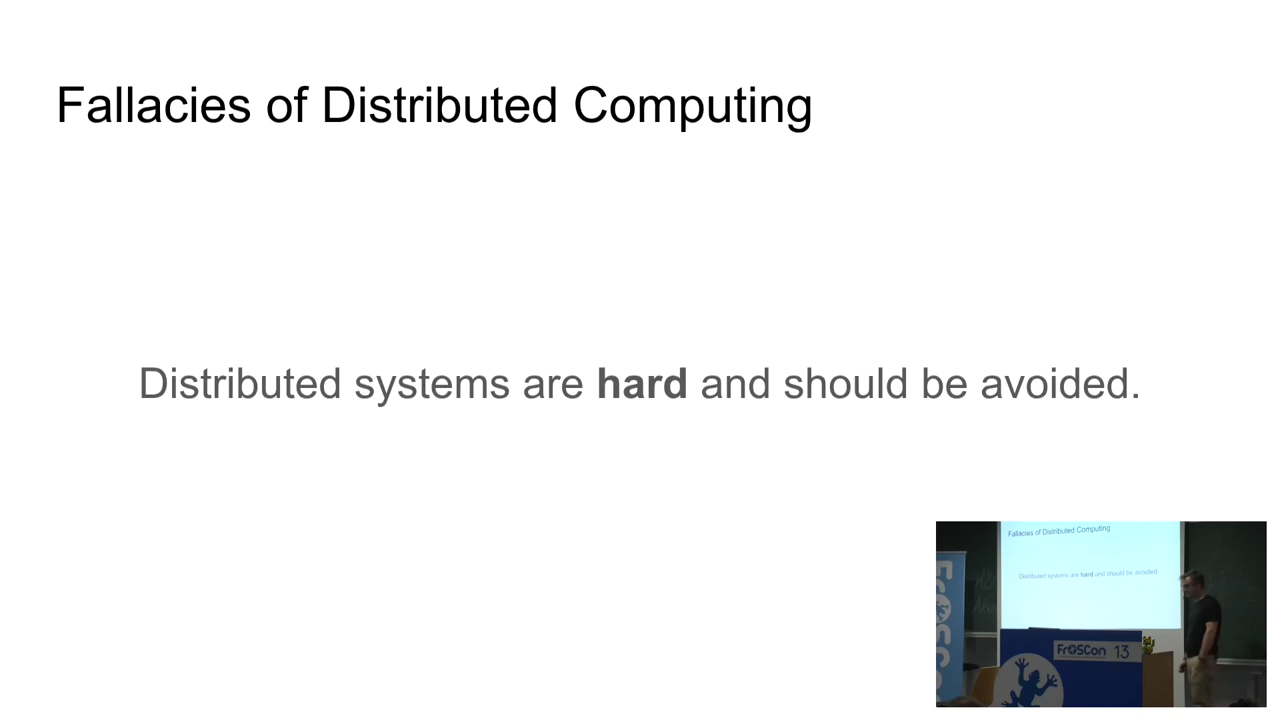 Fallacies of Distributed Computing
Distributed systems are hard and should be avoided.
Fallacies of Distributed Computing
Distributed systems are hard and should be avoided.
FrOSCon
FrOSCon 13